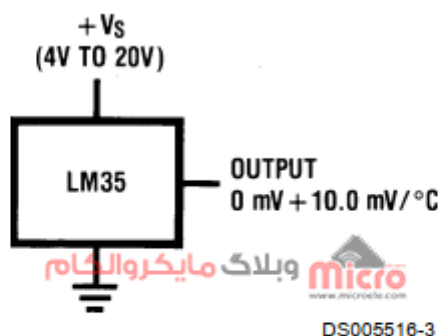 +VS
(4V TO 20V)
LM35
OUTPUT
0 mV + 10.0 mV/°C
وبلاگ مایکروالکام
micro
www.microele.com
DS005516-3